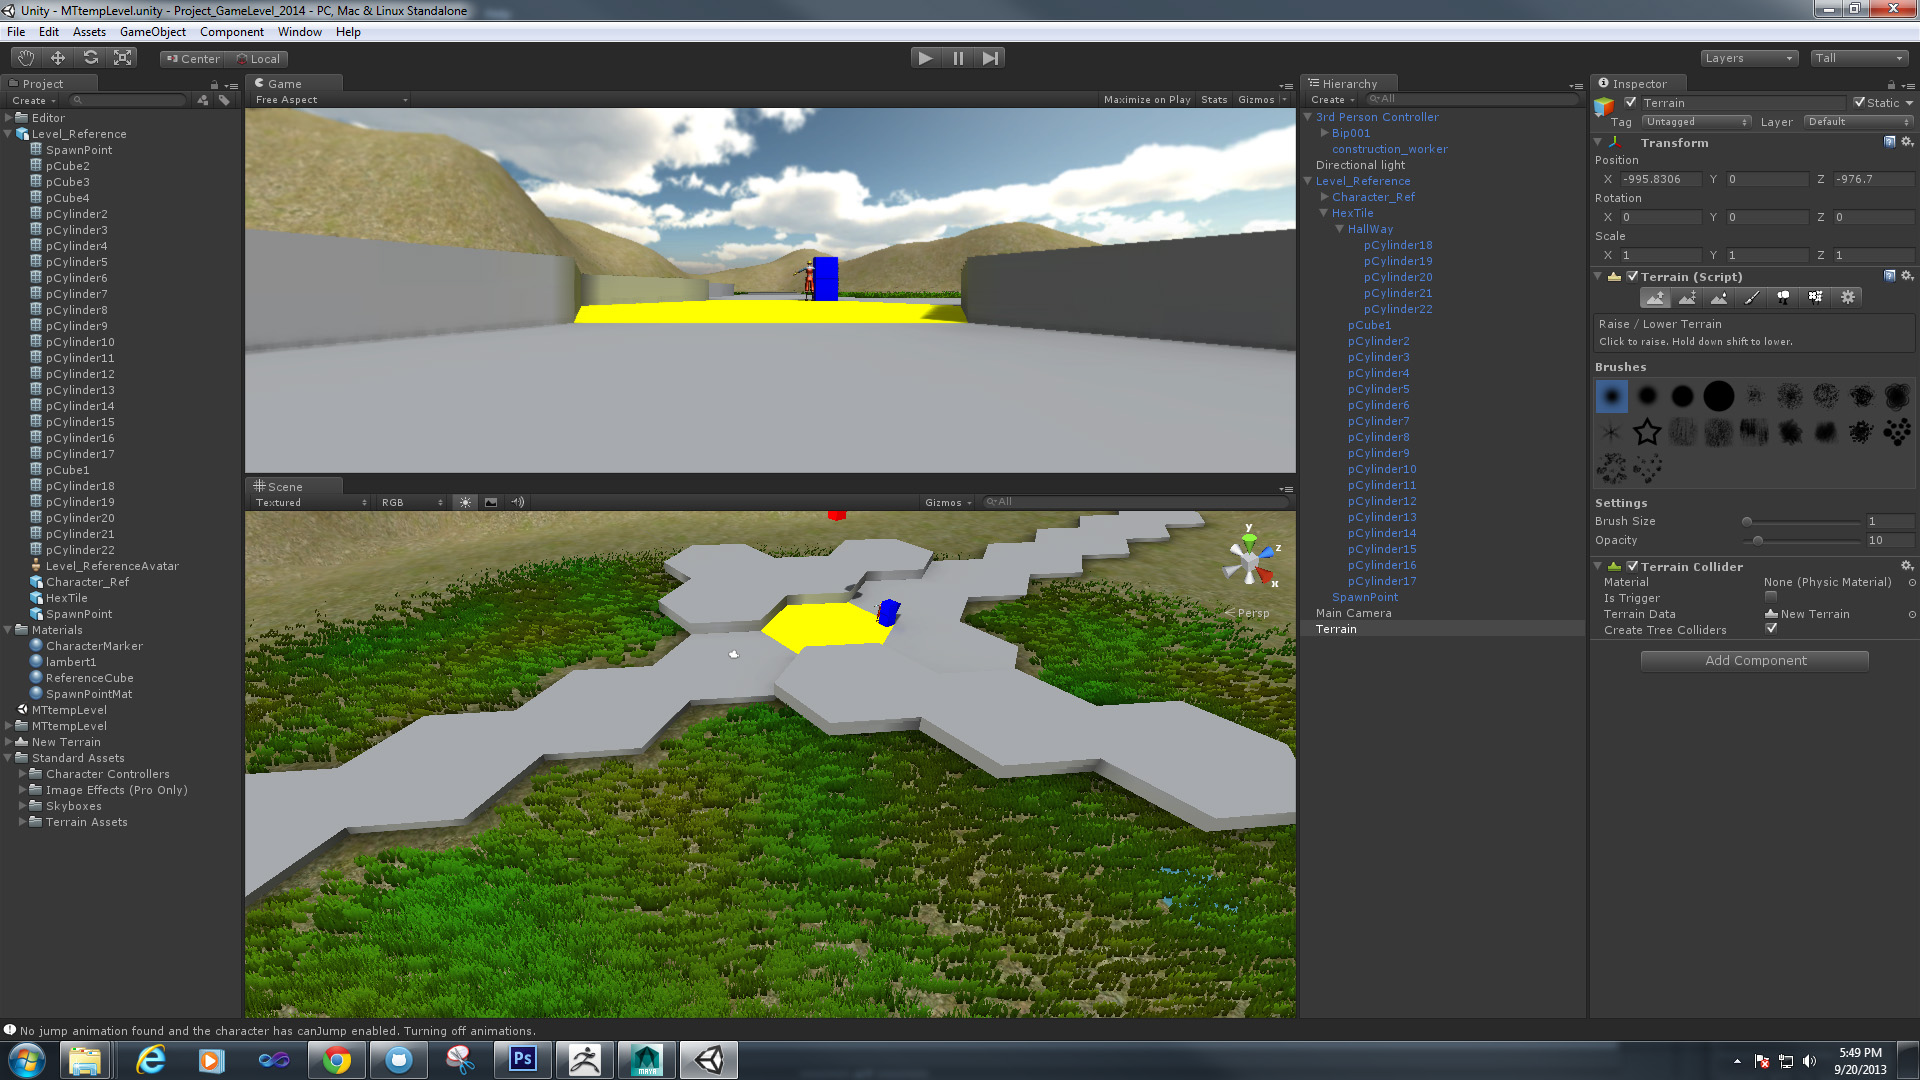 Unity - MTtempLevel.unity - Project_GameLevel_2014 - PC, Mac & Linux Standalone
File Edit Assets GameObject Component Window Help
Center Local
Layers
Tall
Project
Create
Editor
Level_Reference
SpawnPoint
pCube2
pCube3
pCube4
pCylinder2
pCylinder3
pCylinder4
pCylinder5
pCylinder6
pCylinder7
pCylinder8
pCylinder9
pCylinder10
pCylinder11
pCylinder12
pCylinder13
pCylinder14
pCylinder15
pCylinder16
pCylinder17
pCube1
pCylinder18
pCylinder19
pCylinder20
pCylinder21
pCylinder22
Level_ReferenceAvatar
Character_Ref
HexTile
SpawnPoint
Materials
CharacterMarker
lambert1
ReferenceCube
SpawnPointMat
MTtempLevel
MTtempLevel
New Terrain
Standard Assets
Character Controllers
Image Effects (Pro Only)
Skyboxes
Terrain Assets
Game
Free Aspect
Maximize on Play Stats Gizmos
Scene
Textured RGB
Gizmos All
y
z
x
Persp
Hierarchy
Create All
3rd Person Controller
Bip001
construction_worker
Directional light
Level_Reference
Character_Ref
HexTile
HallWay
pCylinder18
pCylinder19
pCylinder20
pCylinder21
pCylinder22
pCube1
pCylinder2
pCylinder3
pCylinder4
pCylinder5
pCylinder6
pCylinder7
pCylinder8
pCylinder9
pCylinder10
pCylinder11
pCylinder12
pCylinder13
pCylinder14
pCylinder15
pCylinder16
pCylinder17
SpawnPoint
Main Camera
Terrain
Inspector
Terrain Static
Tag Untagged Layer Default
Transform
Position
X -995.8306 Y 0 Z -976.7
Rotation
X 0 Y 0 Z 0
Scale
X 1 Y 1 Z 1
Terrain (Script)
Raise / Lower Terrain
Click to raise. Hold down shift to lower.
Brushes
Settings
Brush Size 1
Opacity 10
Terrain Collider
Material None (Physic Material)
Is Trigger
Terrain Data New Terrain
Create Tree Colliders
Add Component
No jump animation found and the character has canJump enabled. Turning off animations.
Ps
MAYA
5:49 PM
9/20/2013